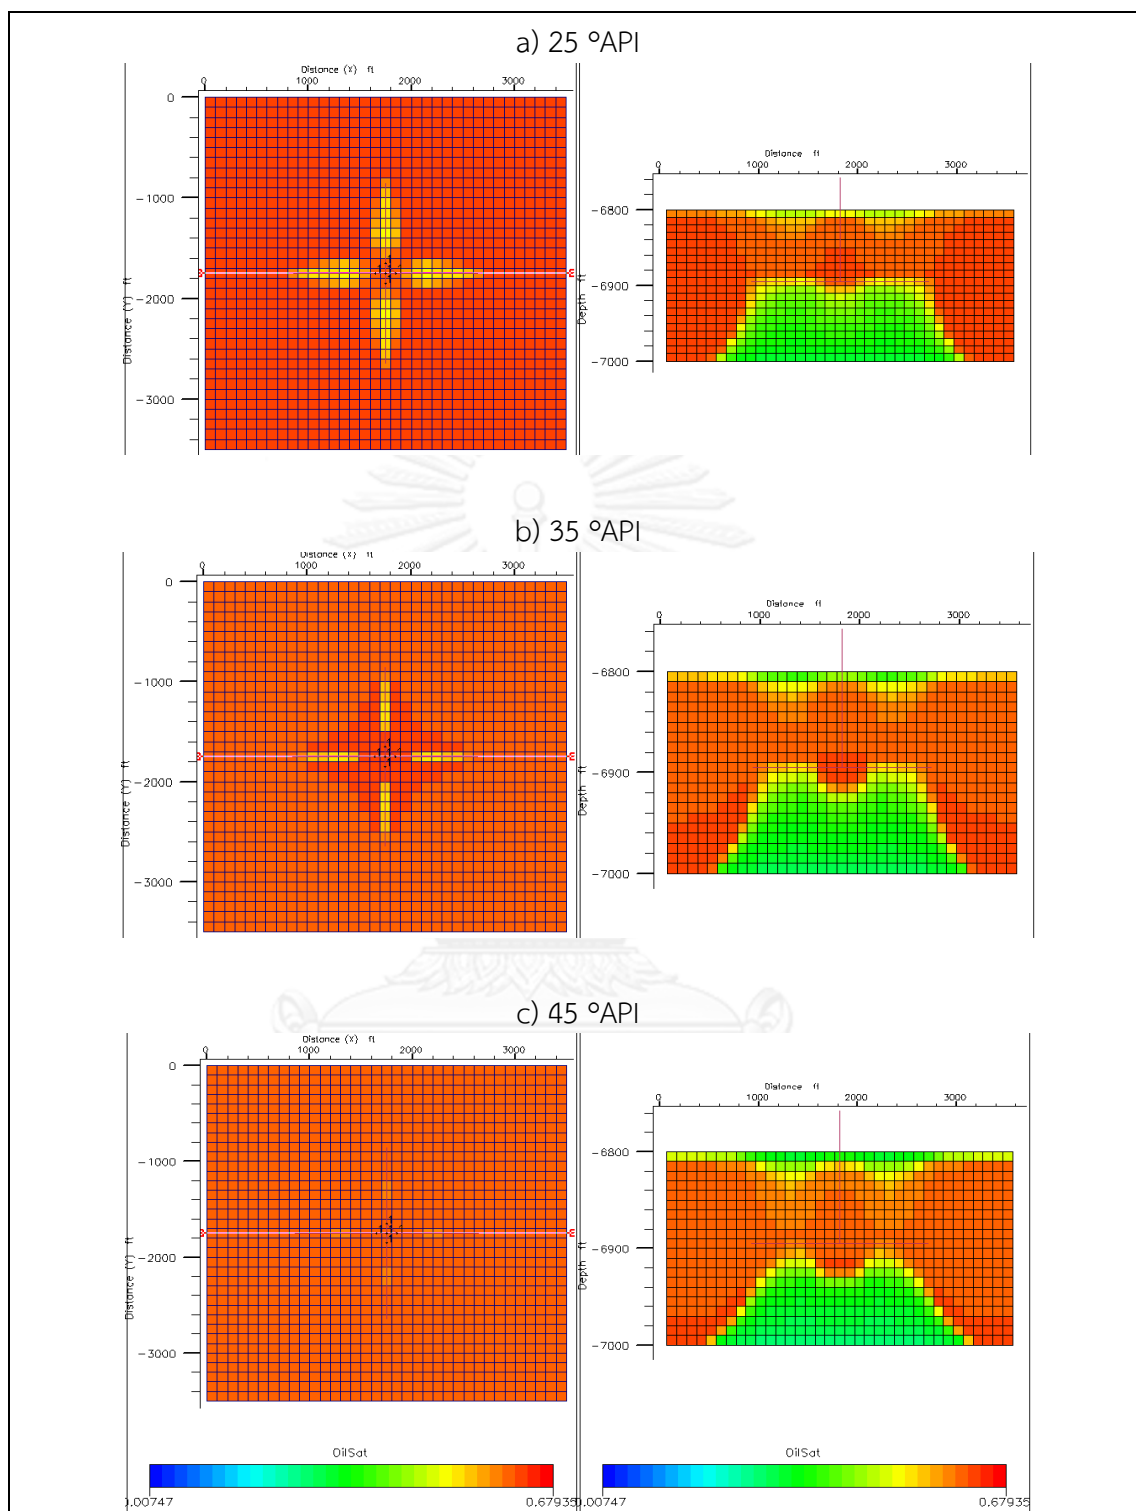 a) 25 °API
Distance (X) ft
0 1000 2000 3000
0
-1000
-2000
-3000
Distance (Y) ft
Distance ft
0 1000 2000 3000
-6800
-6900
-7000
Depth ft
b) 35 °API
Distance (X) ft
0 1000 2000 3000
0
-1000
-2000
-3000
Distance (Y) ft
Distance ft
0 1000 2000 3000
-6800
-6900
-7000
Depth ft
c) 45 °API
Distance (X) ft
0 1000 2000 3000
0
-1000
-2000
-3000
Distance (Y) ft
Distance ft
0 1000 2000 3000
-6800
-6900
-7000
Depth ft
OilSat
0.00747 0.67935
OilSat
0.00747 0.67935